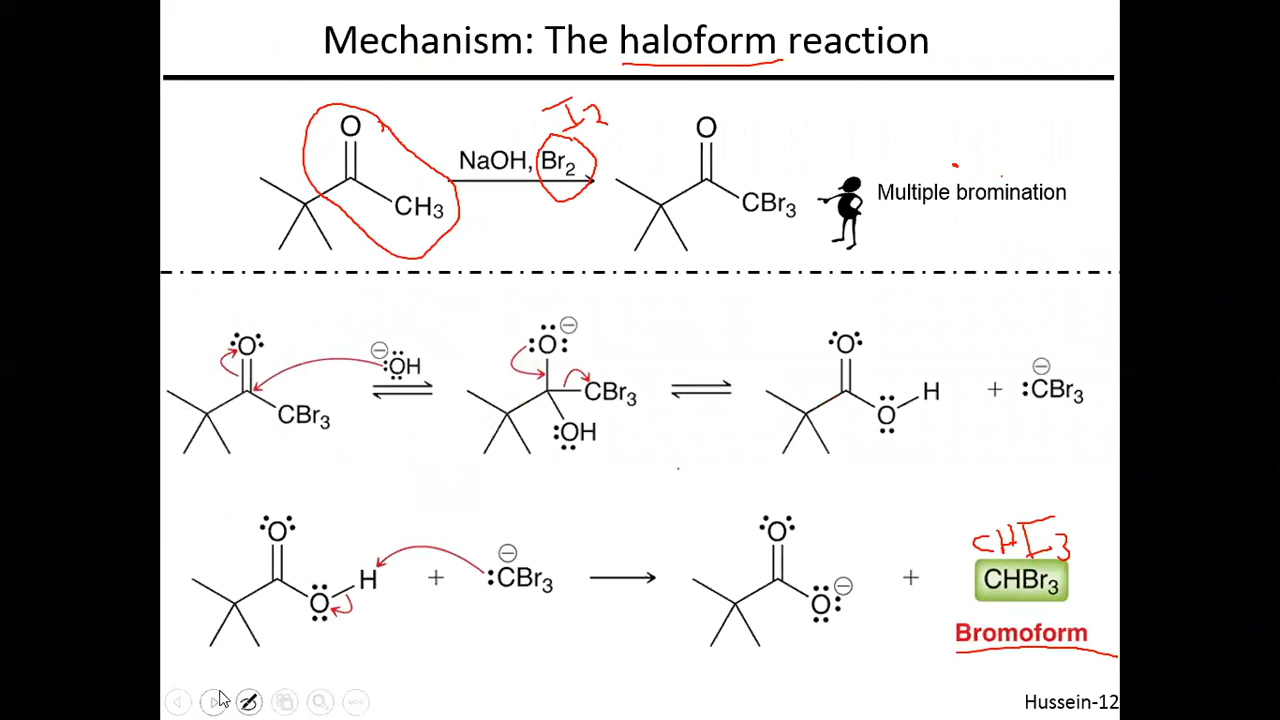 Mechanism: The haloform reaction
I2
O
NaOH, Br2
CH3
O
CBr3
Multiple bromination
O
CBr3
⊖
:OH
O
⊖
CBr3
:OH
O
O
H
+ ⊖ :CBr3
O
O
H
+
⊖
:CBr3
O
O
⊖
+
CHI3
CHBr3
Bromoform
Hussein-12